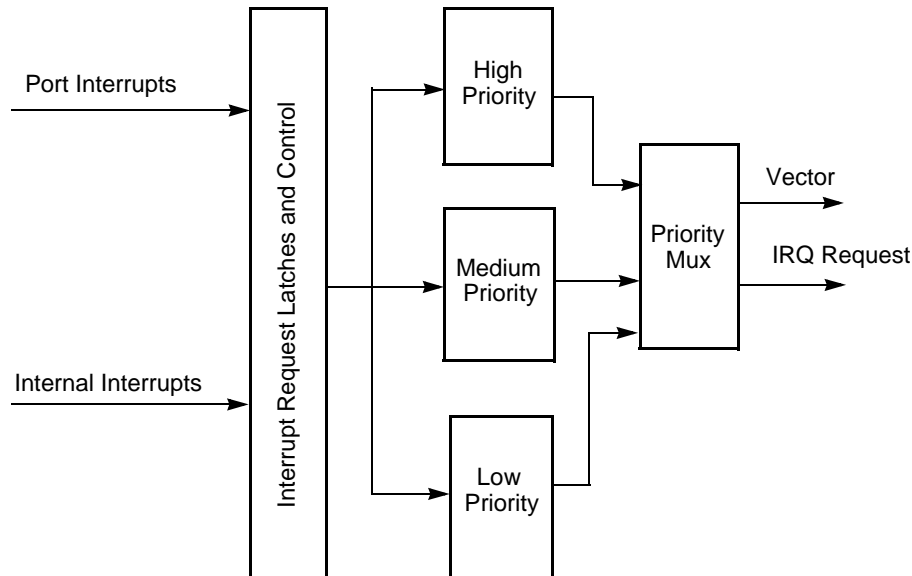 Port Interrupts
Internal Interrupts
Interrupt Request Latches and Control
High
Priority
Medium
Priority
Low
Priority
Priority
Mux
Vector
IRQ Request